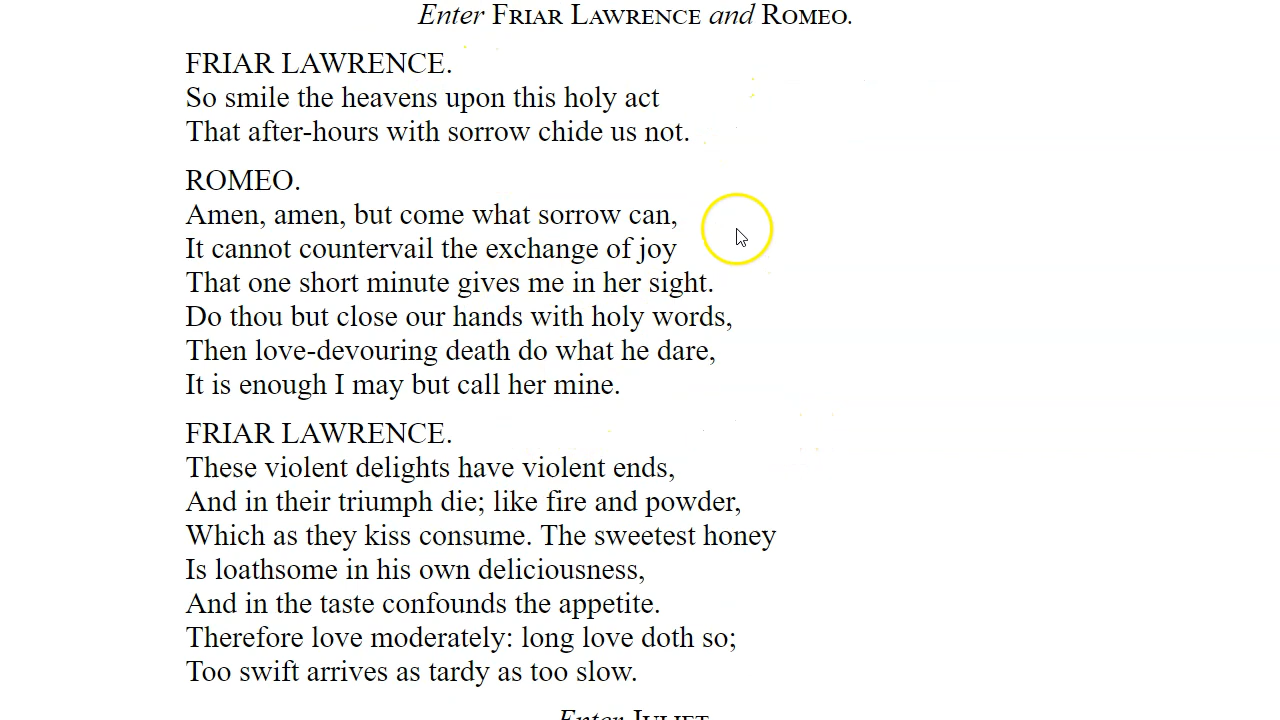 Enter FRIAR LAWRENCE and ROMEO.
FRIAR LAWRENCE.
So smile the heavens upon this holy act
That after-hours with sorrow chide us not.
ROMEO.
Amen, amen, but come what sorrow can,
It cannot countervail the exchange of joy
That one short minute gives me in her sight.
Do thou but close our hands with holy words,
Then love-devouring death do what he dare,
It is enough I may but call her mine.
FRIAR LAWRENCE.
These violent delights have violent ends,
And in their triumph die; like fire and powder,
Which as they kiss consume. The sweetest honey
Is loathsome in his own deliciousness,
And in the taste confounds the appetite.
Therefore love moderately: long love doth so;
Too swift arrives as tardy as too slow.
Enter JULIET.